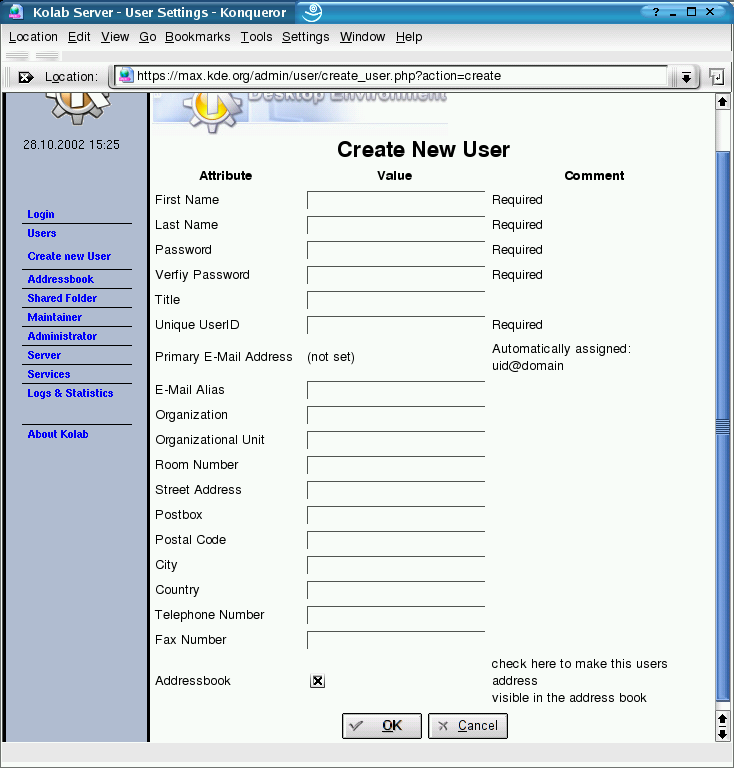 Kolab Server - User Settings - Konqueror
Location Edit View Go Bookmarks Tools Settings Window Help
Location: https://max.kde.org/admin/user/create_user.php?action=create
Desktop Environment
28.10.2002 15:25
Login
Users
Create new User
Addressbook
Shared Folder
Maintainer
Administrator
Server
Services
Logs & Statistics
About Kolab
Create New User
Attribute Value Comment
First Name Required
Last Name Required
Password Required
Verfiy Password Required
Title
Unique UserID Required
Primary E-Mail Address (not set) Automatically assigned:
uid@domain
E-Mail Alias
Organization
Organizational Unit
Room Number
Street Address
Postbox
Postal Code
City
Country
Telephone Number
Fax Number
Addressbook check here to make this users
address
visible in the address book
OK Cancel